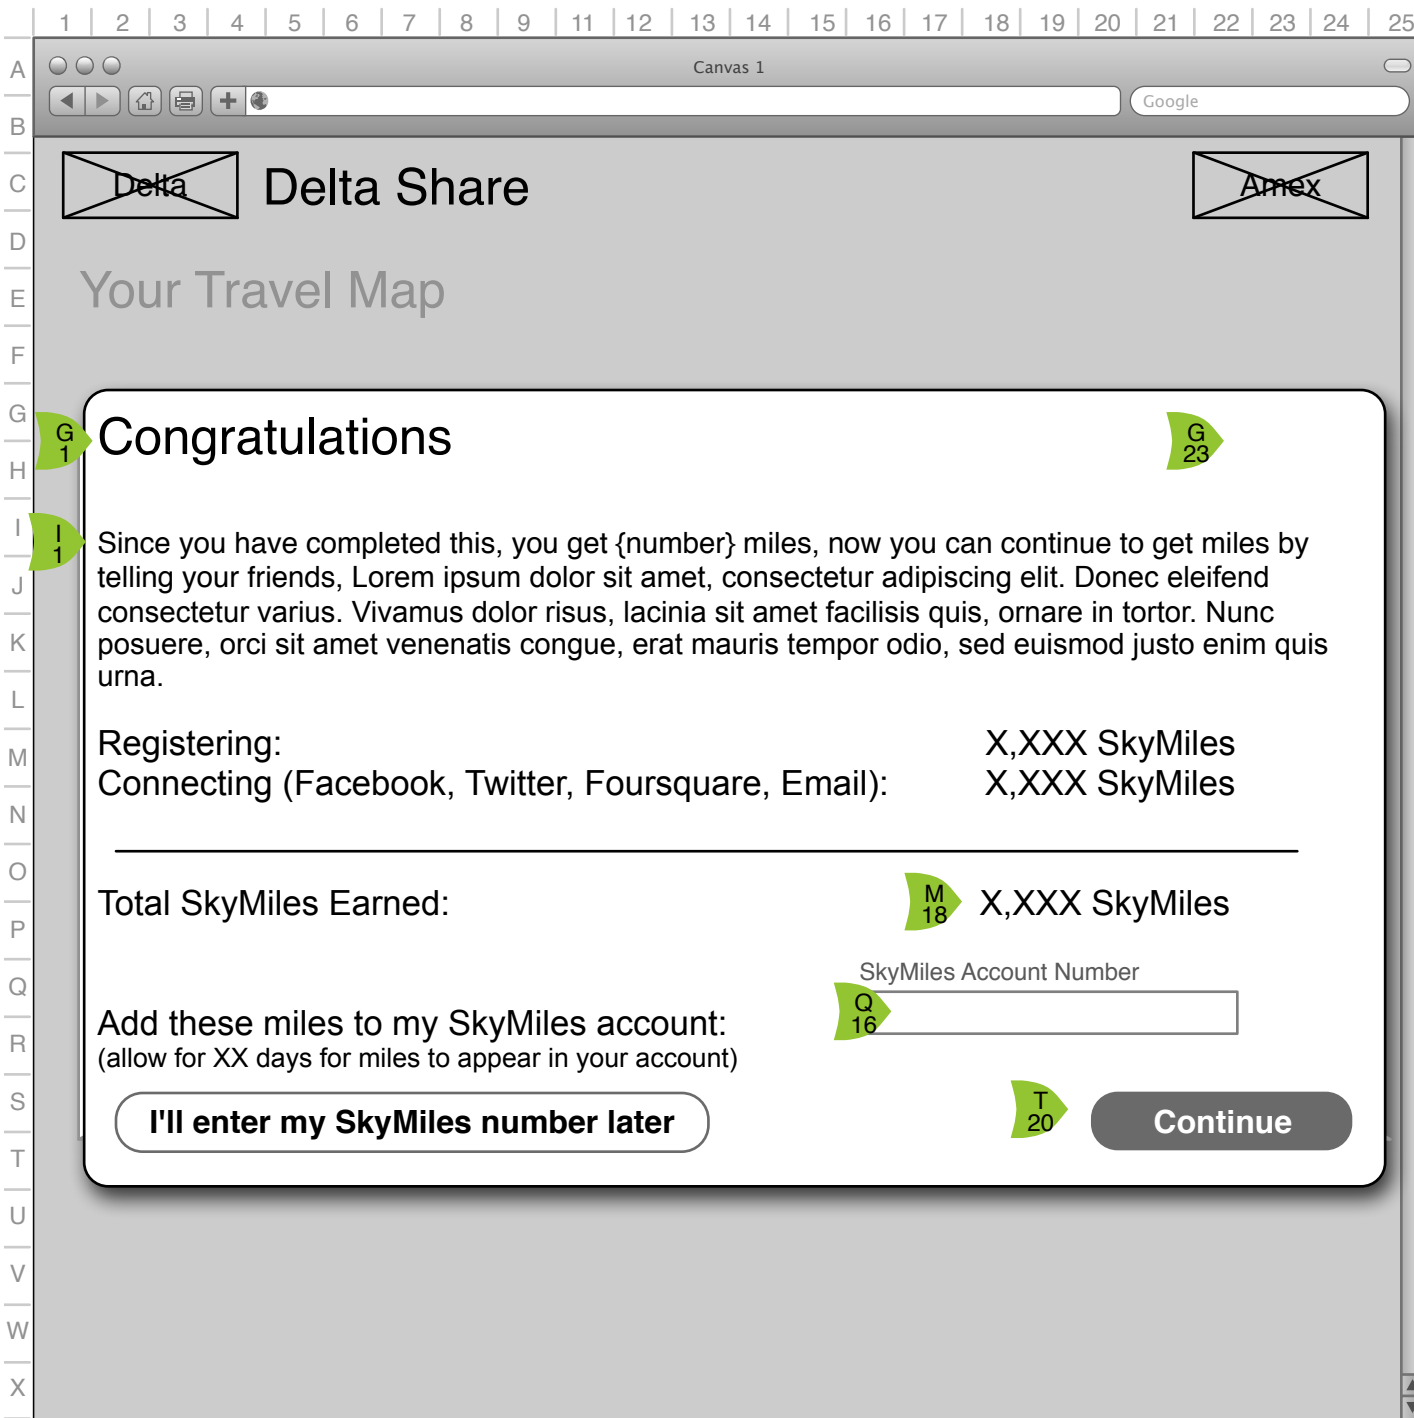 1 2 3 4 5 6 7 8 9 10 11 12 13 14 15 16 17 18 19 20 21 22 23 24 25
A
Canvas 1
Google
B
C
Delta
Delta Share
Amex
D
E
Your Travel Map
F
G
G
1
Congratulations
G
23
H
I
I
1
Since you have completed this, you get {number} miles, now you can continue to get miles by
J
telling your friends, Lorem ipsum dolor sit amet, consectetur adipiscing elit. Donec eleifend
consectetur varius. Vivamus dolor risus, lacinia sit amet facilisis quis, ornare in tortor. Nunc
K
posuere, orci sit amet venenatis congue, erat mauris tempor odio, sed euismod justo enim quis
urna.
L
Registering: X,XXX SkyMiles
M
Connecting (Facebook, Twitter, Foursquare, Email): X,XXX SkyMiles
N
O
Total SkyMiles Earned:
M
18
X,XXX SkyMiles
P
SkyMiles Account Number
Q
Q
16
Add these miles to my SkyMiles account:
R
(allow for XX days for miles to appear in your account)
S
I'll enter my SkyMiles number later
T
20
Continue
T
U
V
W
X